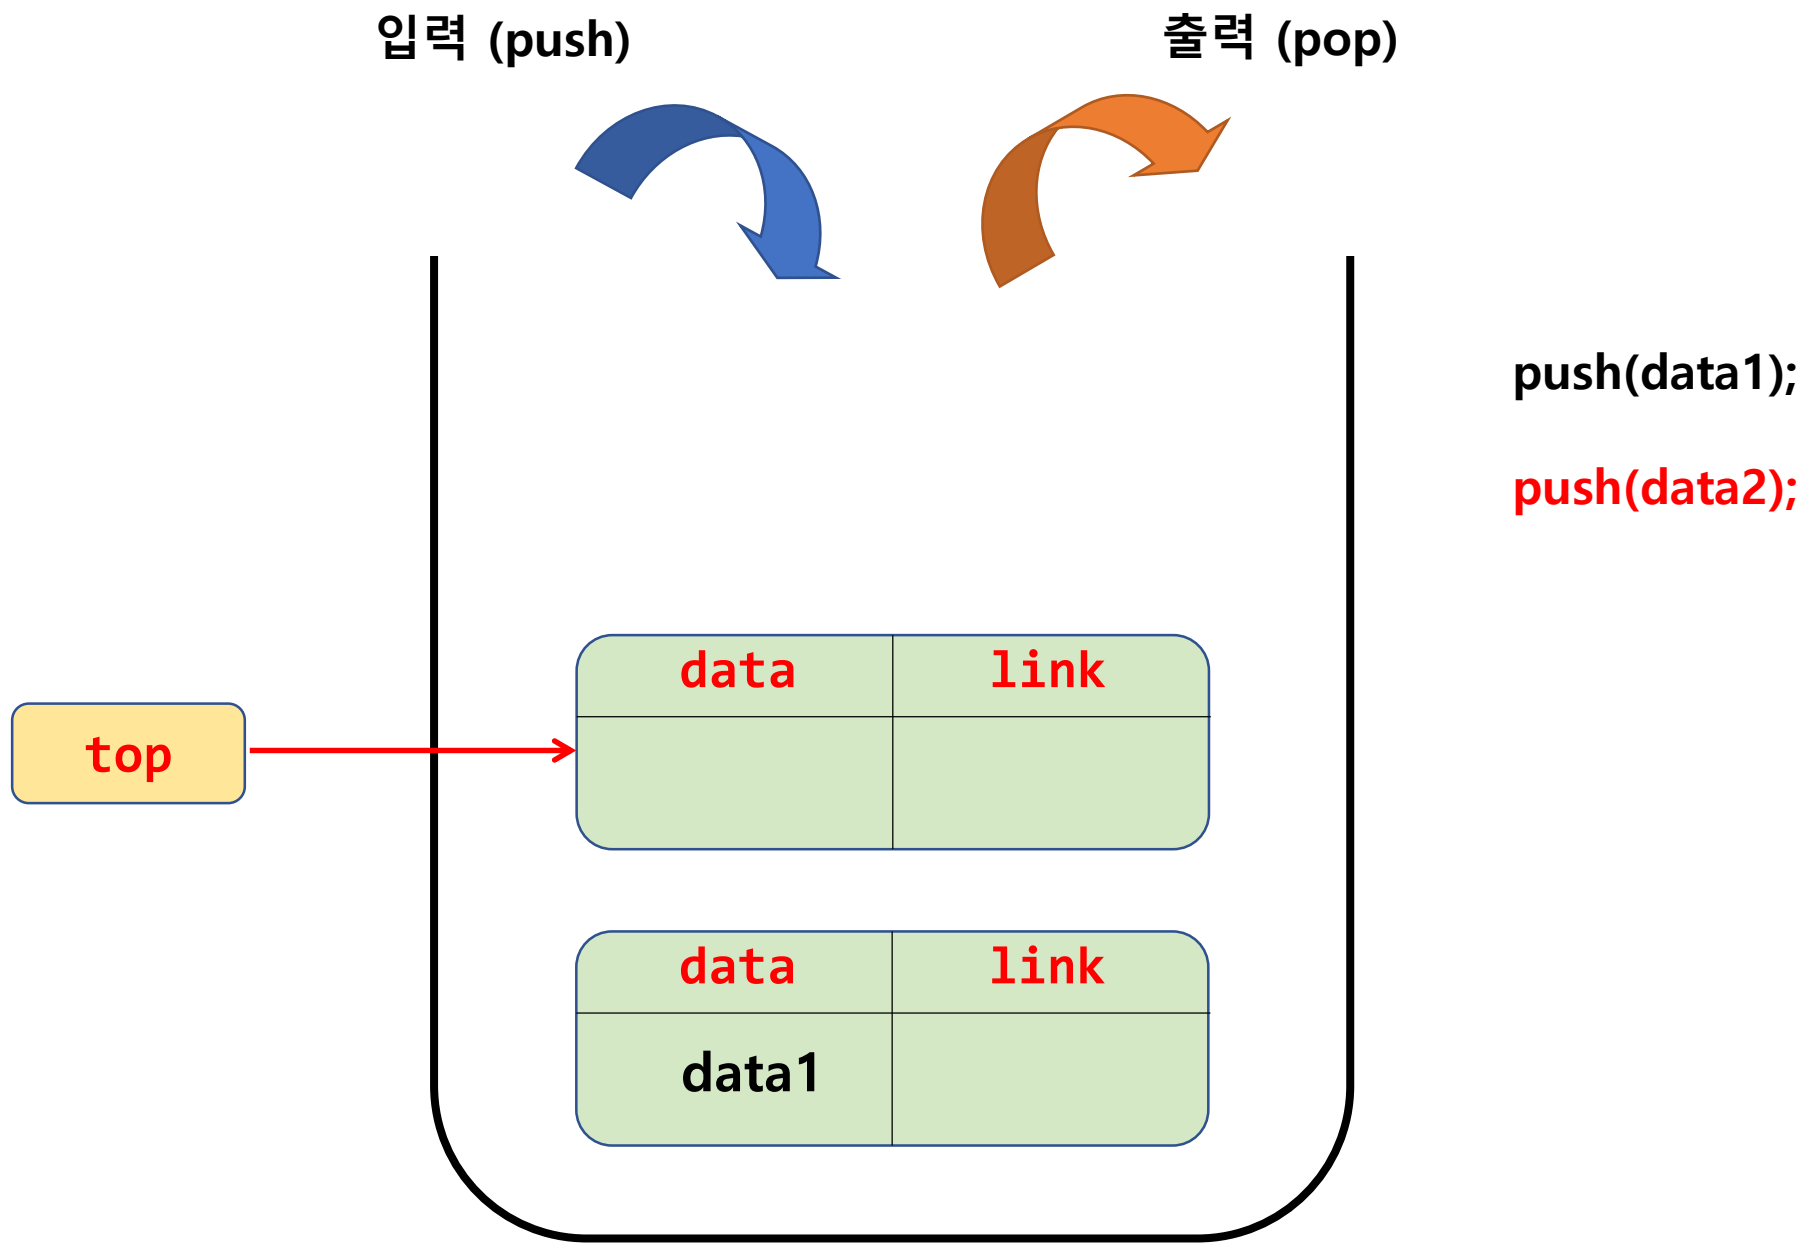 입력 (push)
출력 (pop)
push(data1);
push(data2);
data link
top
data link
data1